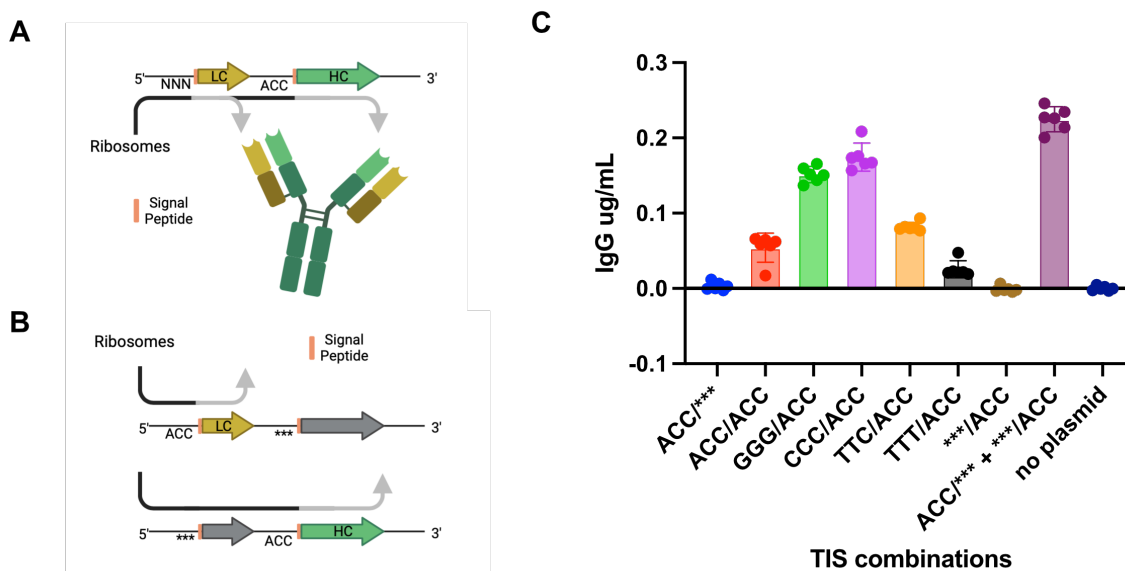 A
5'
NNN
LC
ACC
HC
3'
Ribosomes
Signal
Peptide
B
Ribosomes
Signal
Peptide
5'
ACC
LC
***
3'
5'
***
ACC
HC
3'
C
IgG ug/mL
0.3
0.2
0.1
0.0
-0.1
ACC/***
ACC/ACC
GGG/ACC
CCC/ACC
TTC/ACC
TTT/ACC
***/ACC
ACC/*** + ***/ACC
no plasmid
TIS combinations